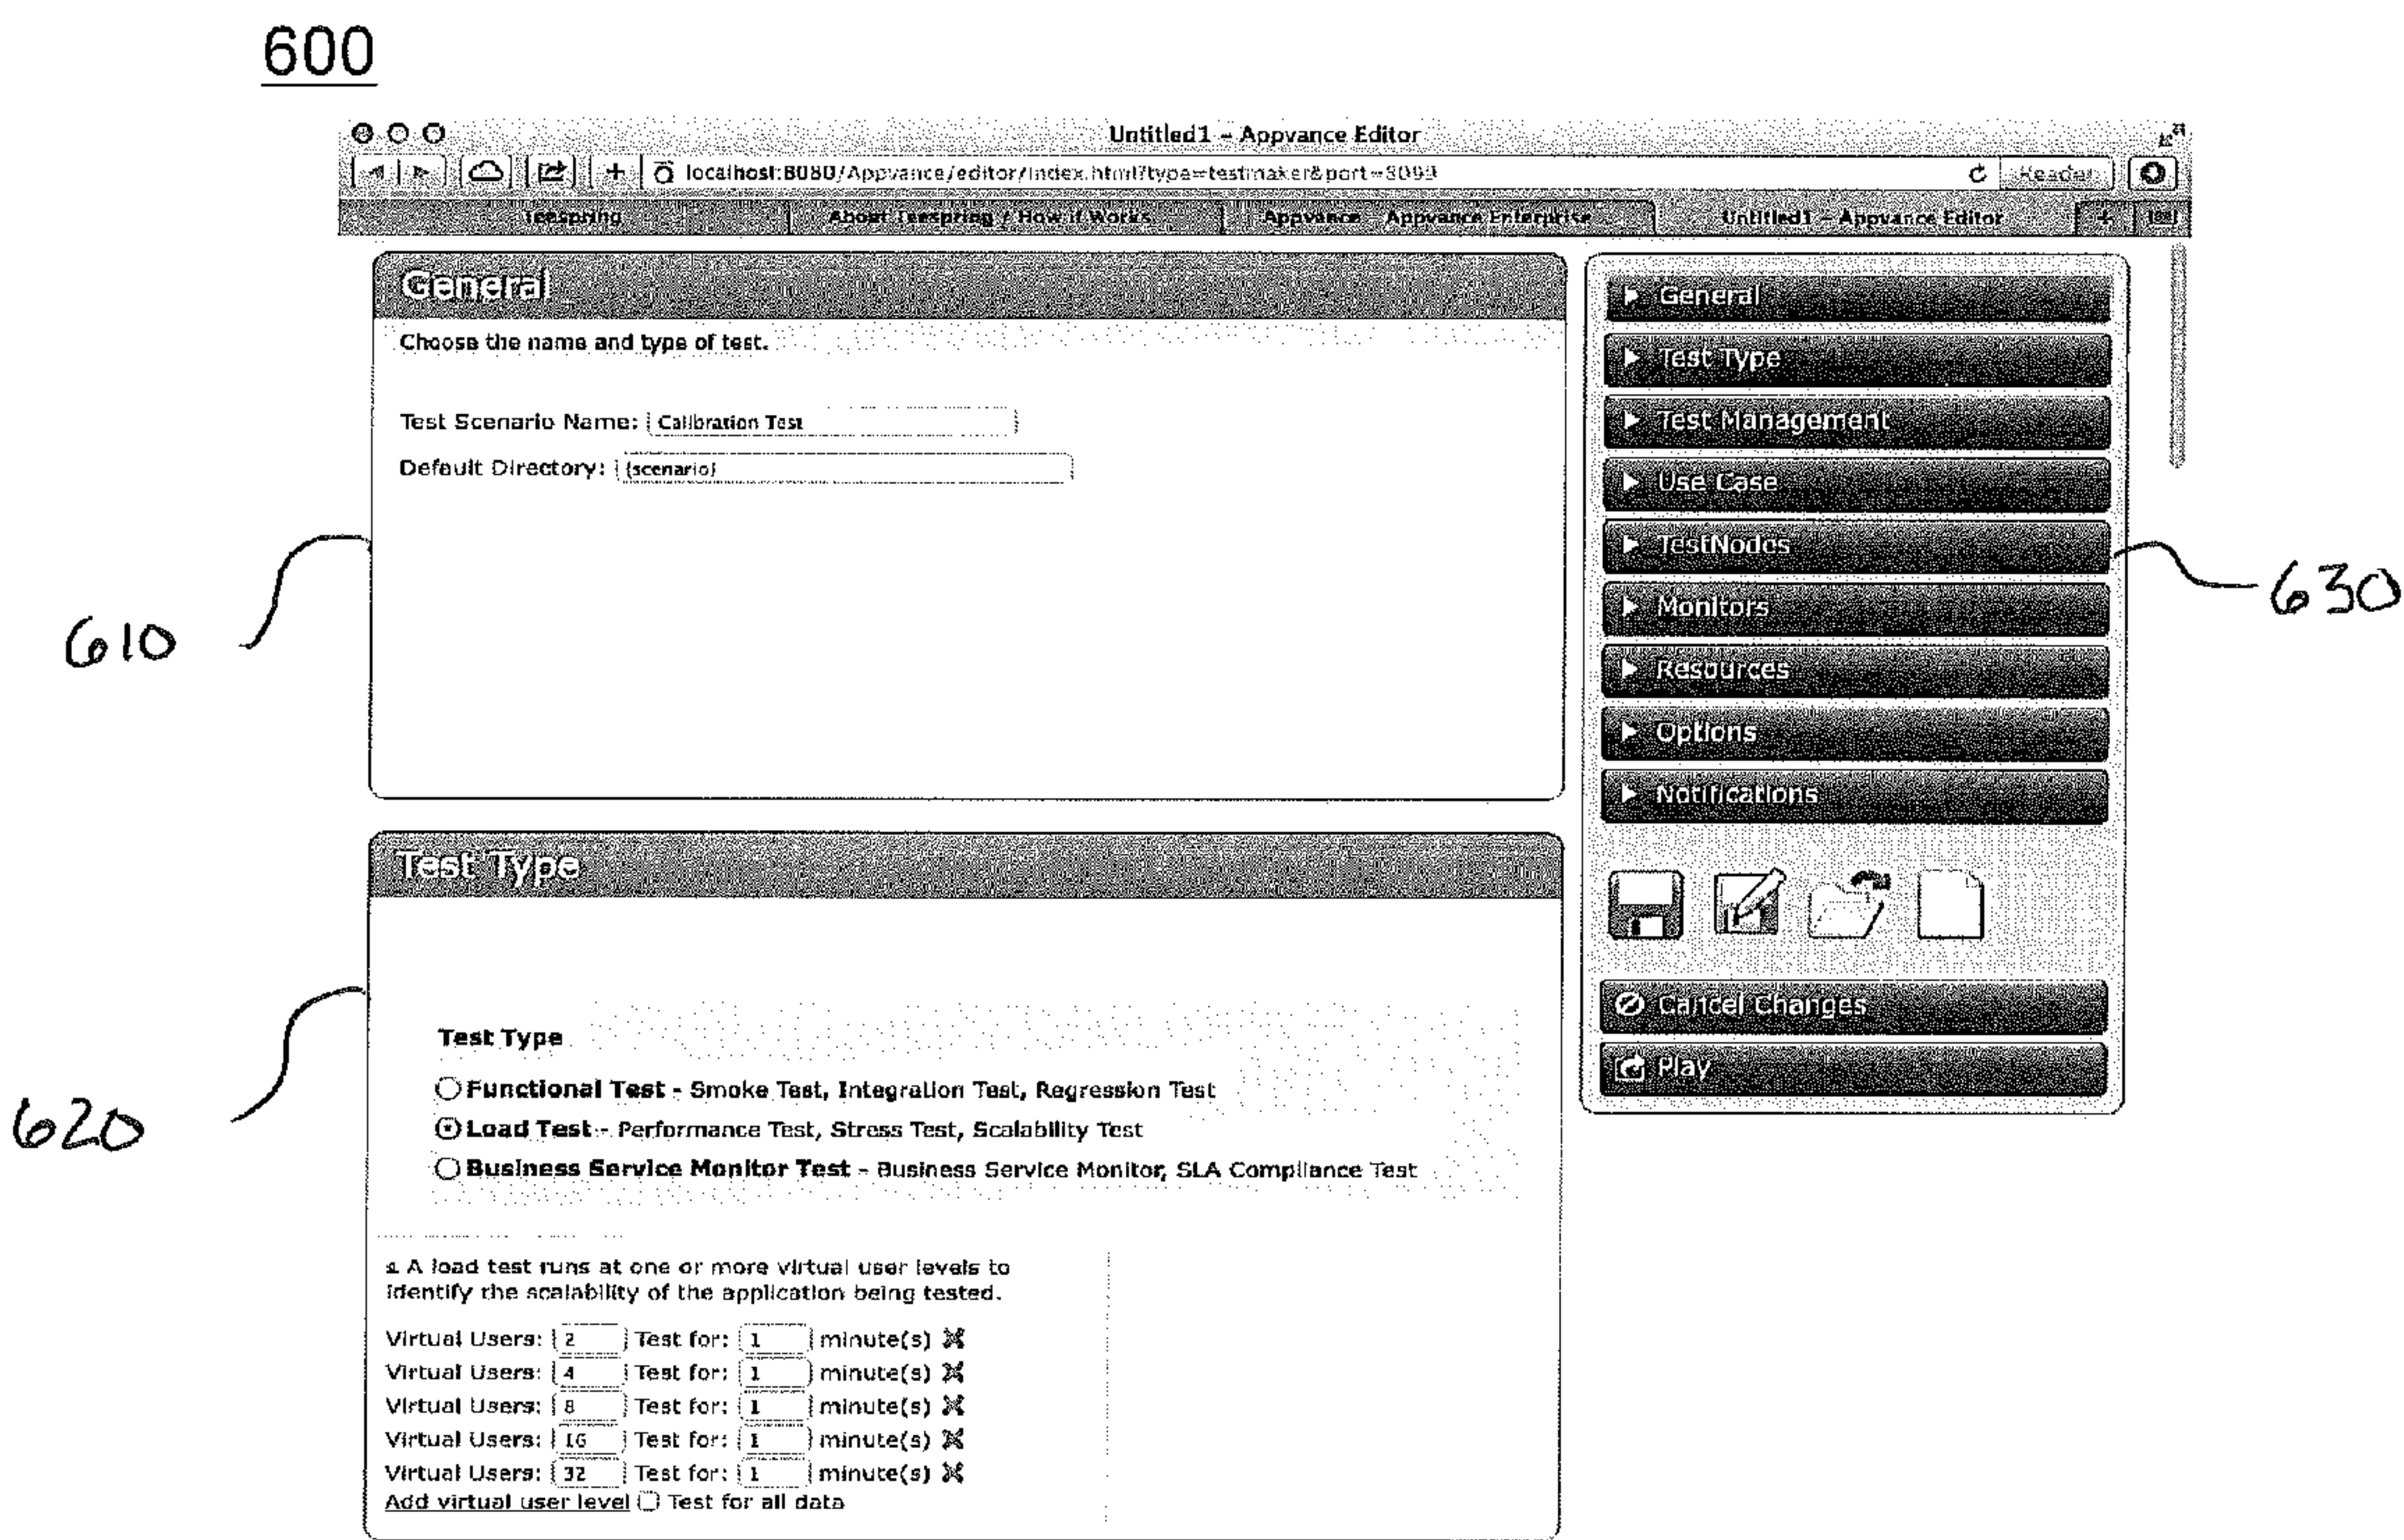 600
Untitled1 – Appvance Editor
localhost:8080/Appvance/editor/index.html?type=testmaker&port=8099
Reader
Teespring
About Teespring / How it Works
Appvance – Appvance Enterprise
Untitled1 – Appvance Editor
General
Choose the name and type of test.
Test Scenario Name: Calibration Test
Default Directory: {scenario}
610
Test Type
Test Type
Functional Test - Smoke Test, Integration Test, Regression Test
Load Test - Performance Test, Stress Test, Scalability Test
Business Service Monitor Test - Business Service Monitor, SLA Compliance Test
620
A load test runs at one or more virtual user levels to
identify the scalability of the application being tested.
Virtual Users: 2 Test for: 1 minute(s)
Virtual Users: 4 Test for: 1 minute(s)
Virtual Users: 8 Test for: 1 minute(s)
Virtual Users: 16 Test for: 1 minute(s)
Virtual Users: 32 Test for: 1 minute(s)
Add virtual user level Test for all data
General
Test Type
Test Management
Use Case
TestNodes
Monitors
Resources
Options
Notifications
Cancel Changes
Play
630